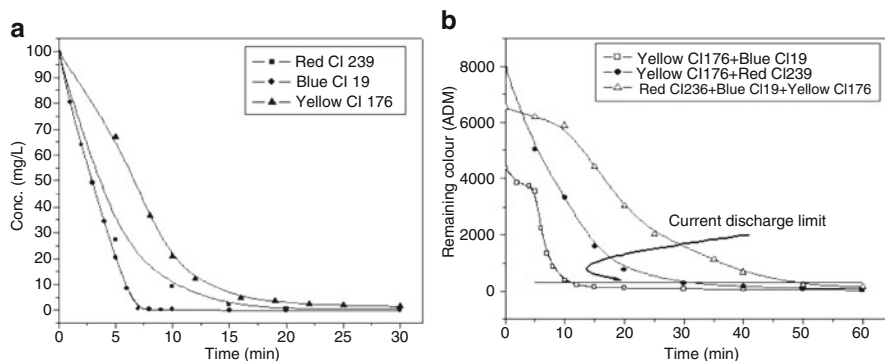 a
Conc. (mg/L)
100
90
80
70
60
50
40
30
20
10
0
0 5 10 15 20 25 30
Time (min)
Red CI 239
Blue CI 19
Yellow CI 176
b
Remaining colour (ADM)
8000
6000
4000
2000
0
0 10 20 30 40 50 60
Time (min)
Yellow CI176+Blue CI19
Yellow CI176+Red CI239
Red CI236+Blue CI19+Yellow CI176
Current discharge limit